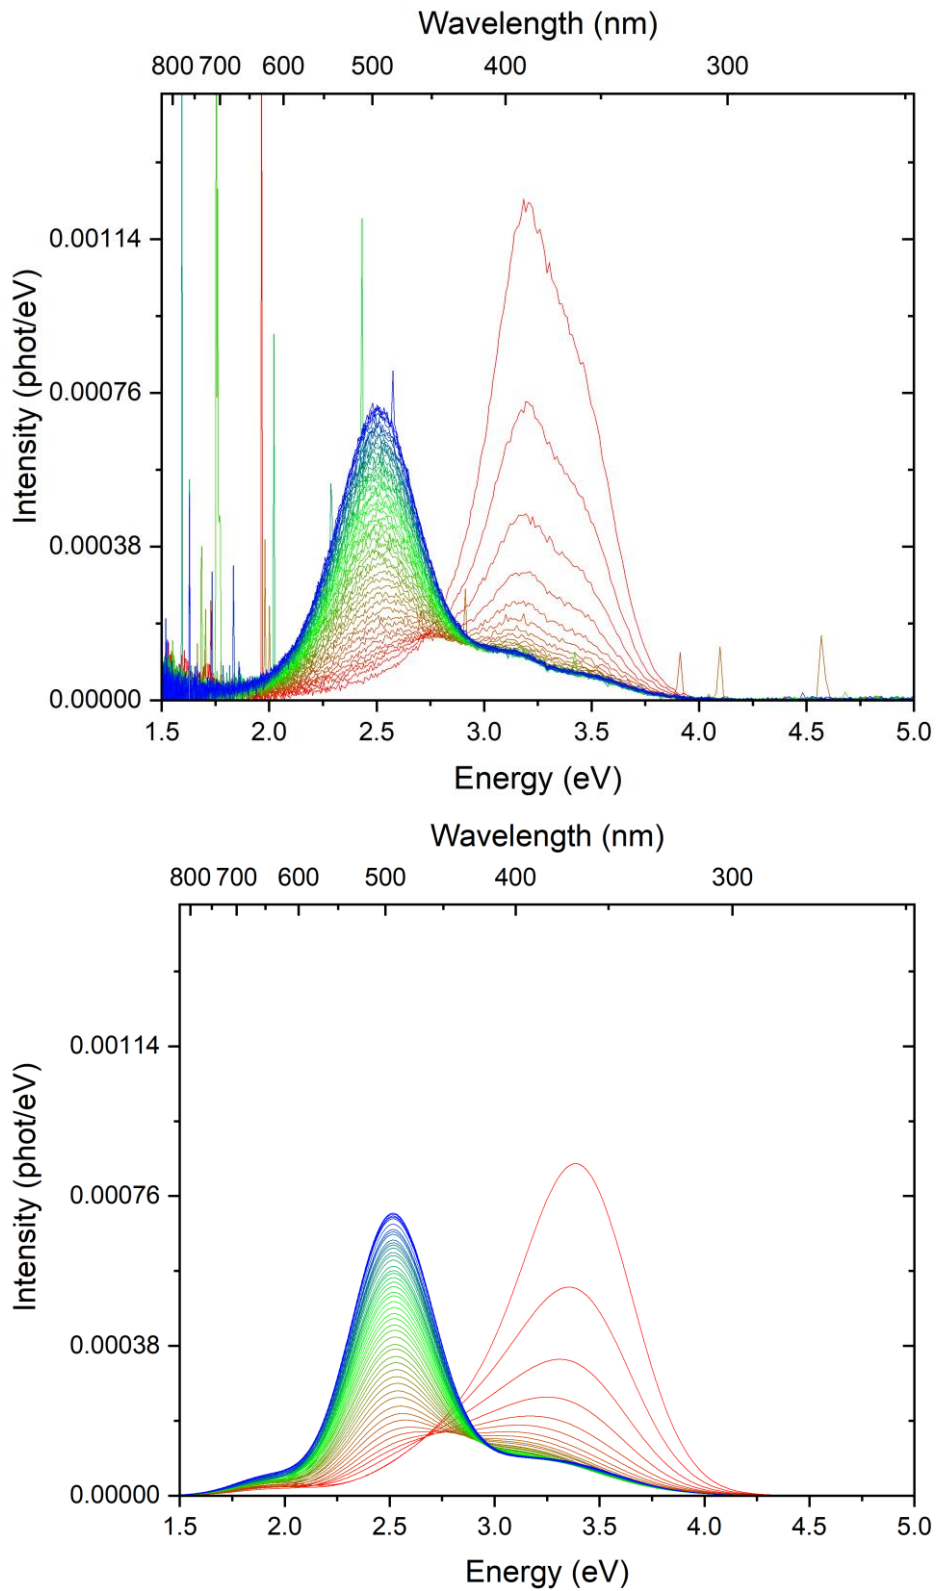 Wavelength (nm)
800 700 600 500 400 300
0.00114
0.00076
0.00038
0.00000
Intensity (phot/eV)
1.5 2.0 2.5 3.0 3.5 4.0 4.5 5.0
Energy (eV)
Wavelength (nm)
800 700 600 500 400 300
0.00114
0.00076
0.00038
0.00000
Intensity (phot/eV)
1.5 2.0 2.5 3.0 3.5 4.0 4.5 5.0
Energy (eV)